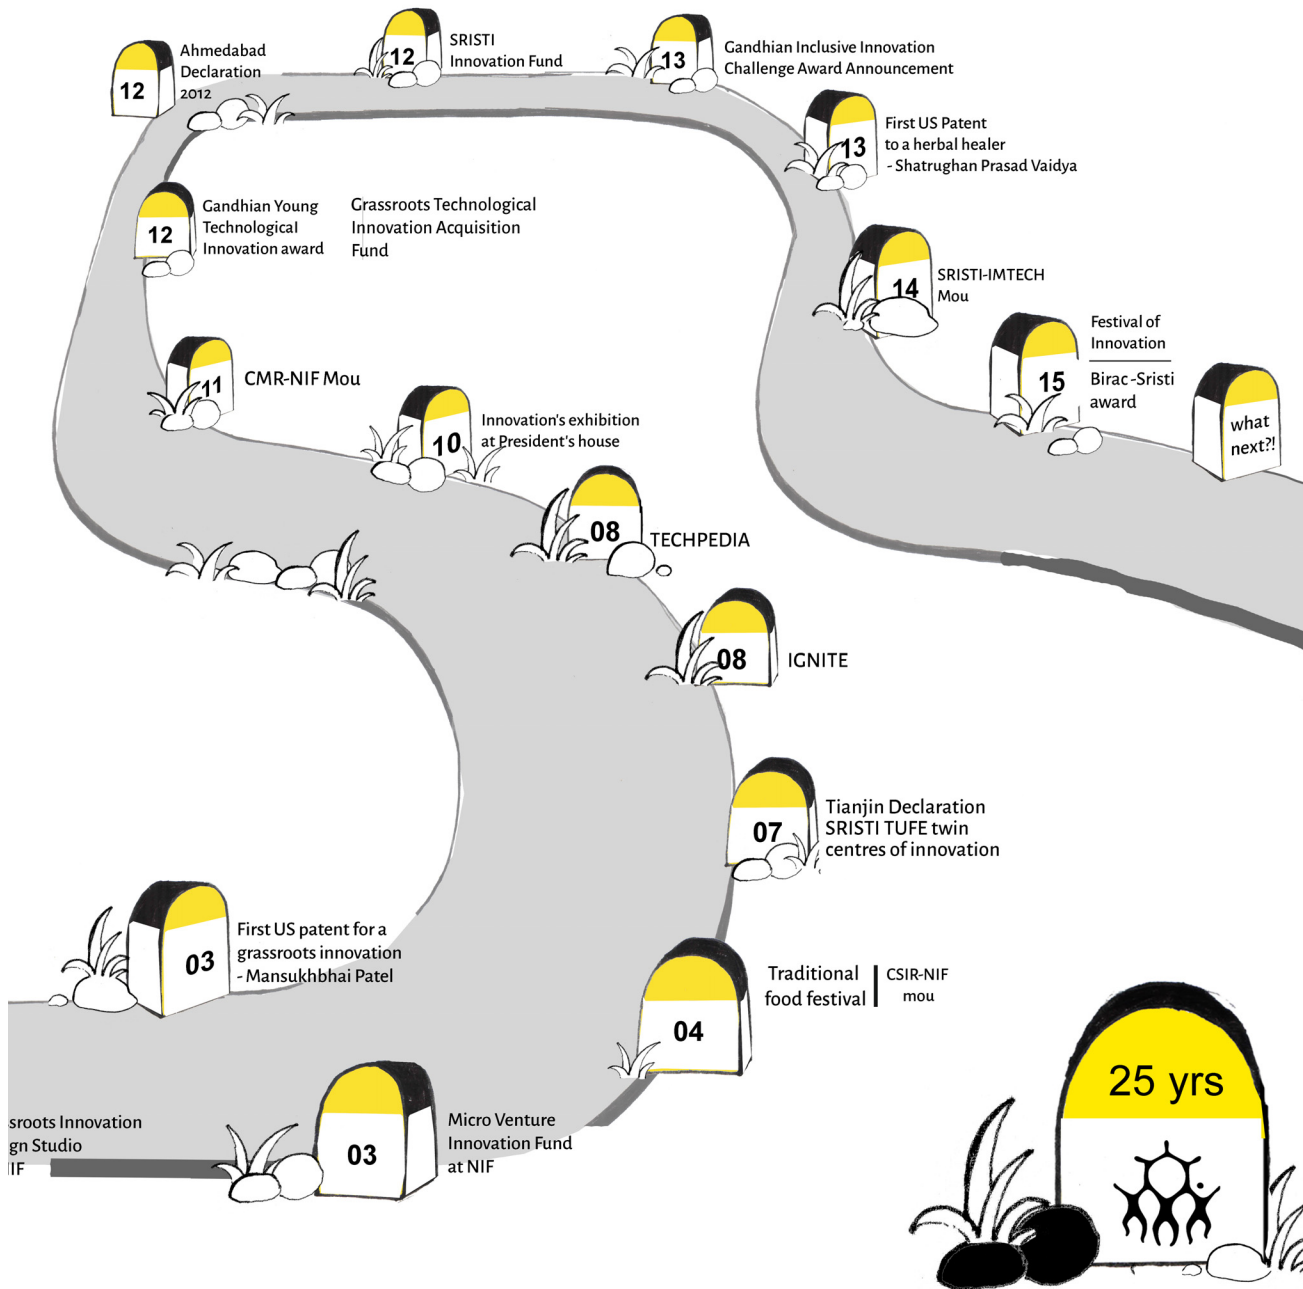 12
Ahmedabad
Declaration
2012
12
SRISTI
Innovation Fund
13
Gandhian Inclusive Innovation
Challenge Award Announcement
13
First US Patent
to a herbal healer
- Shatrughan Prasad Vaidya
12
Gandhian Young
Technological
Innovation award
Grassroots Technological
Innovation Acquisition
Fund
14
SRISTI-IMTECH
Mou
15
Festival of
Innovation
Birac-Sristi
award
what
next?!
11
CMR-NIF Mou
10
Innovation's exhibition
at President's house
08
TECHPEDIA
08
IGNITE
07
Tianjin Declaration
SRISTI TUFE twin
centres of innovation
03
First US patent for a
grassroots innovation
- Mansukhbhai Patel
04
Traditional
food festival
CSIR-NIF
mou
03
Micro Venture
Innovation Fund
at NIF
ssroots Innovation
gn Studio
IIF
25 yrs